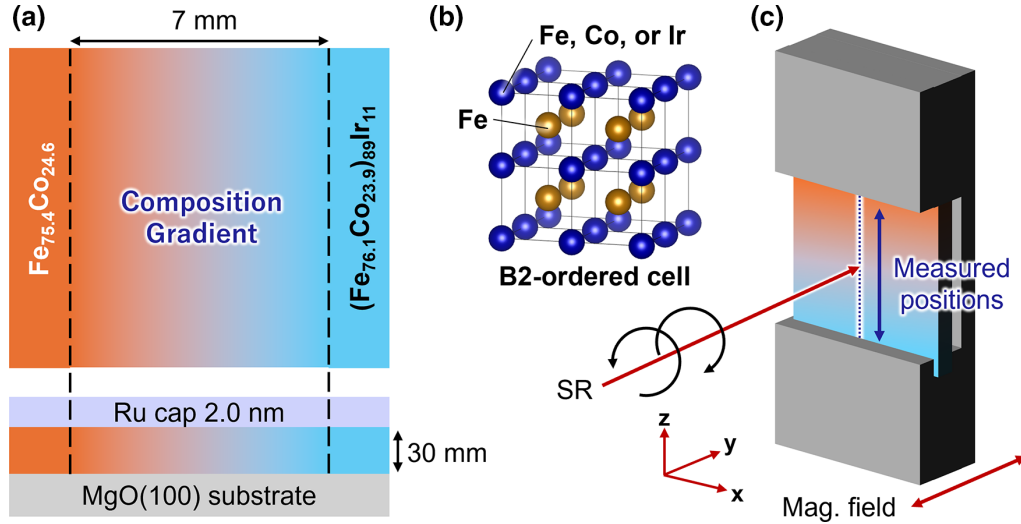 (a)
7 mm
Fe75.4Co24.6
Composition
Gradient
(Fe76.1Co23.9)89Ir11
Ru cap 2.0 nm
30 mm
MgO(100) substrate
(b)
Fe, Co, or Ir
Fe
B2-ordered cell
(c)
Measured
positions
SR
z
y
x
Mag. field